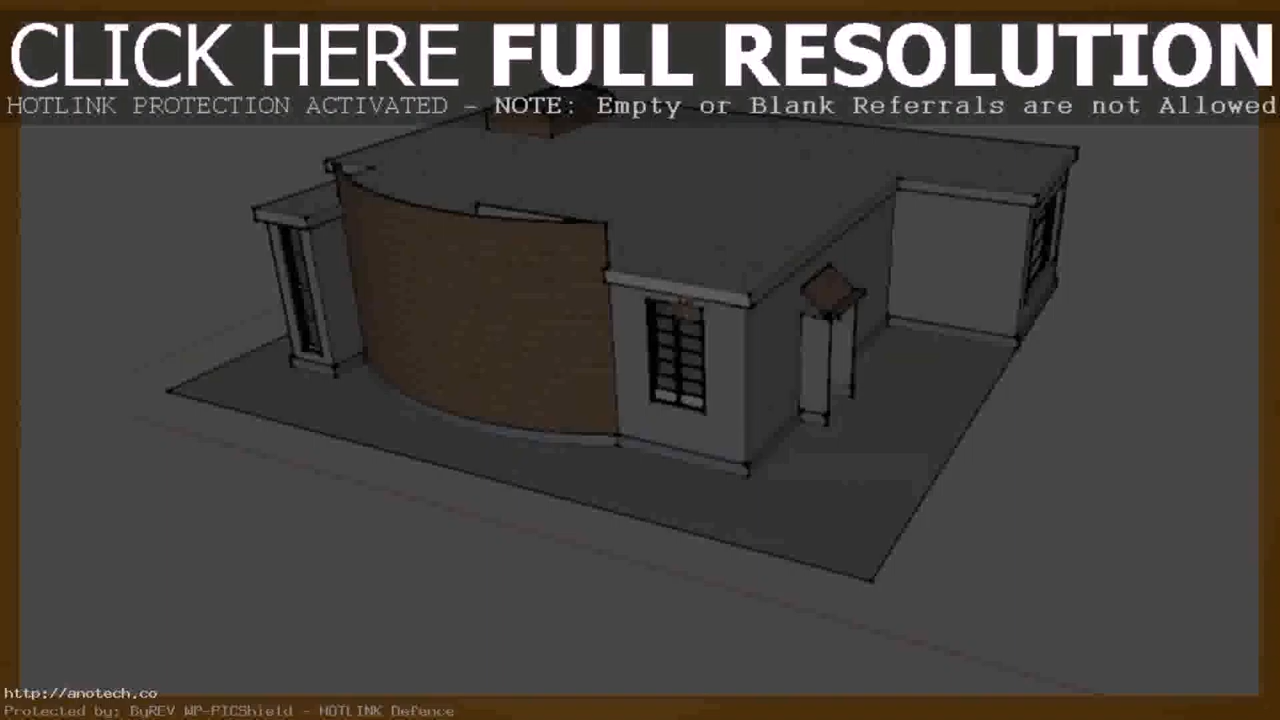 CLICK HERE FULL RESOLUTION
HOTLINK PROTECTION ACTIVATED - NOTE: Empty or Blank Referrals are not Allowed
http://anotech.co
Protected by: ByREV WP-PICShield - HOTLINK Defence